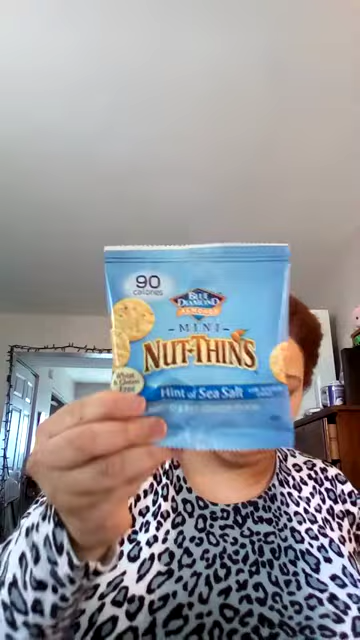 90
calories
BLUE
DIAMOND
ALMONDS
- MINI -
NUT-THINS
Wheat
& Gluten
Free
Hint of Sea Salt